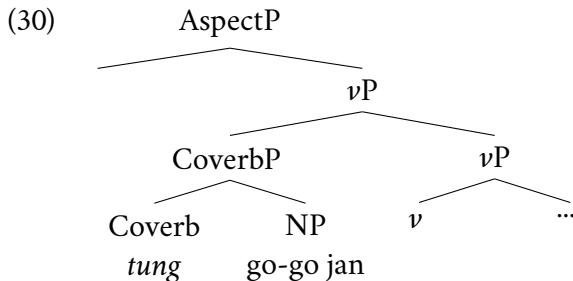 (30) AspectP
νP
CoverbP νP
Coverb NP ν ...
tung go-go jan